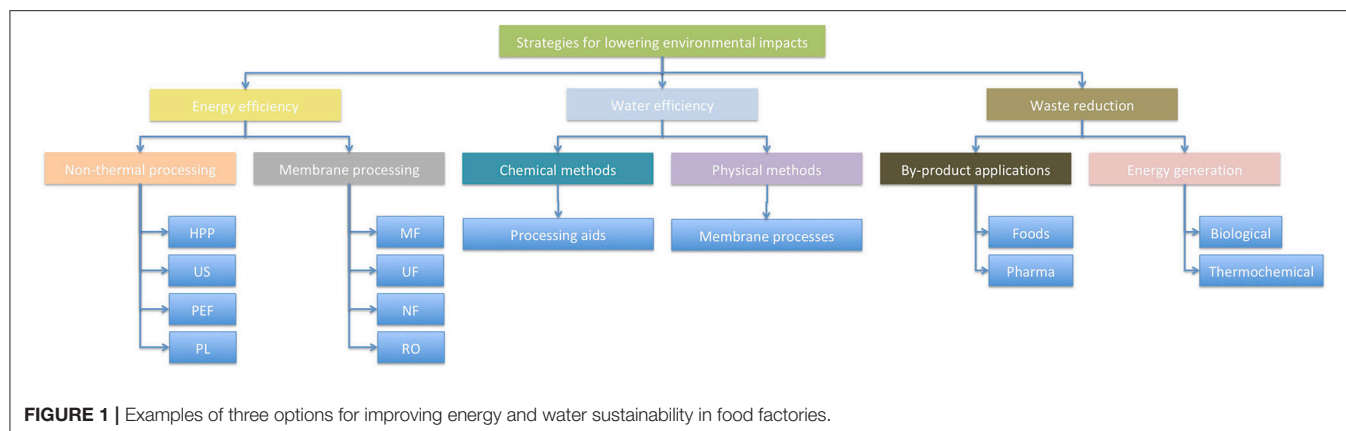 Strategies for lowering environmental impacts
Energy efficiency
Water efficiency
Waste reduction
Non-thermal processing
Membrane processing
Chemical methods
Physical methods
By-product applications
Energy generation
HPP
US
PEF
PL
MF
UF
NF
RO
Processing aids
Membrane processes
Foods
Pharma
Biological
Thermochemical
FIGURE 1 | Examples of three options for improving energy and water sustainability in food factories.